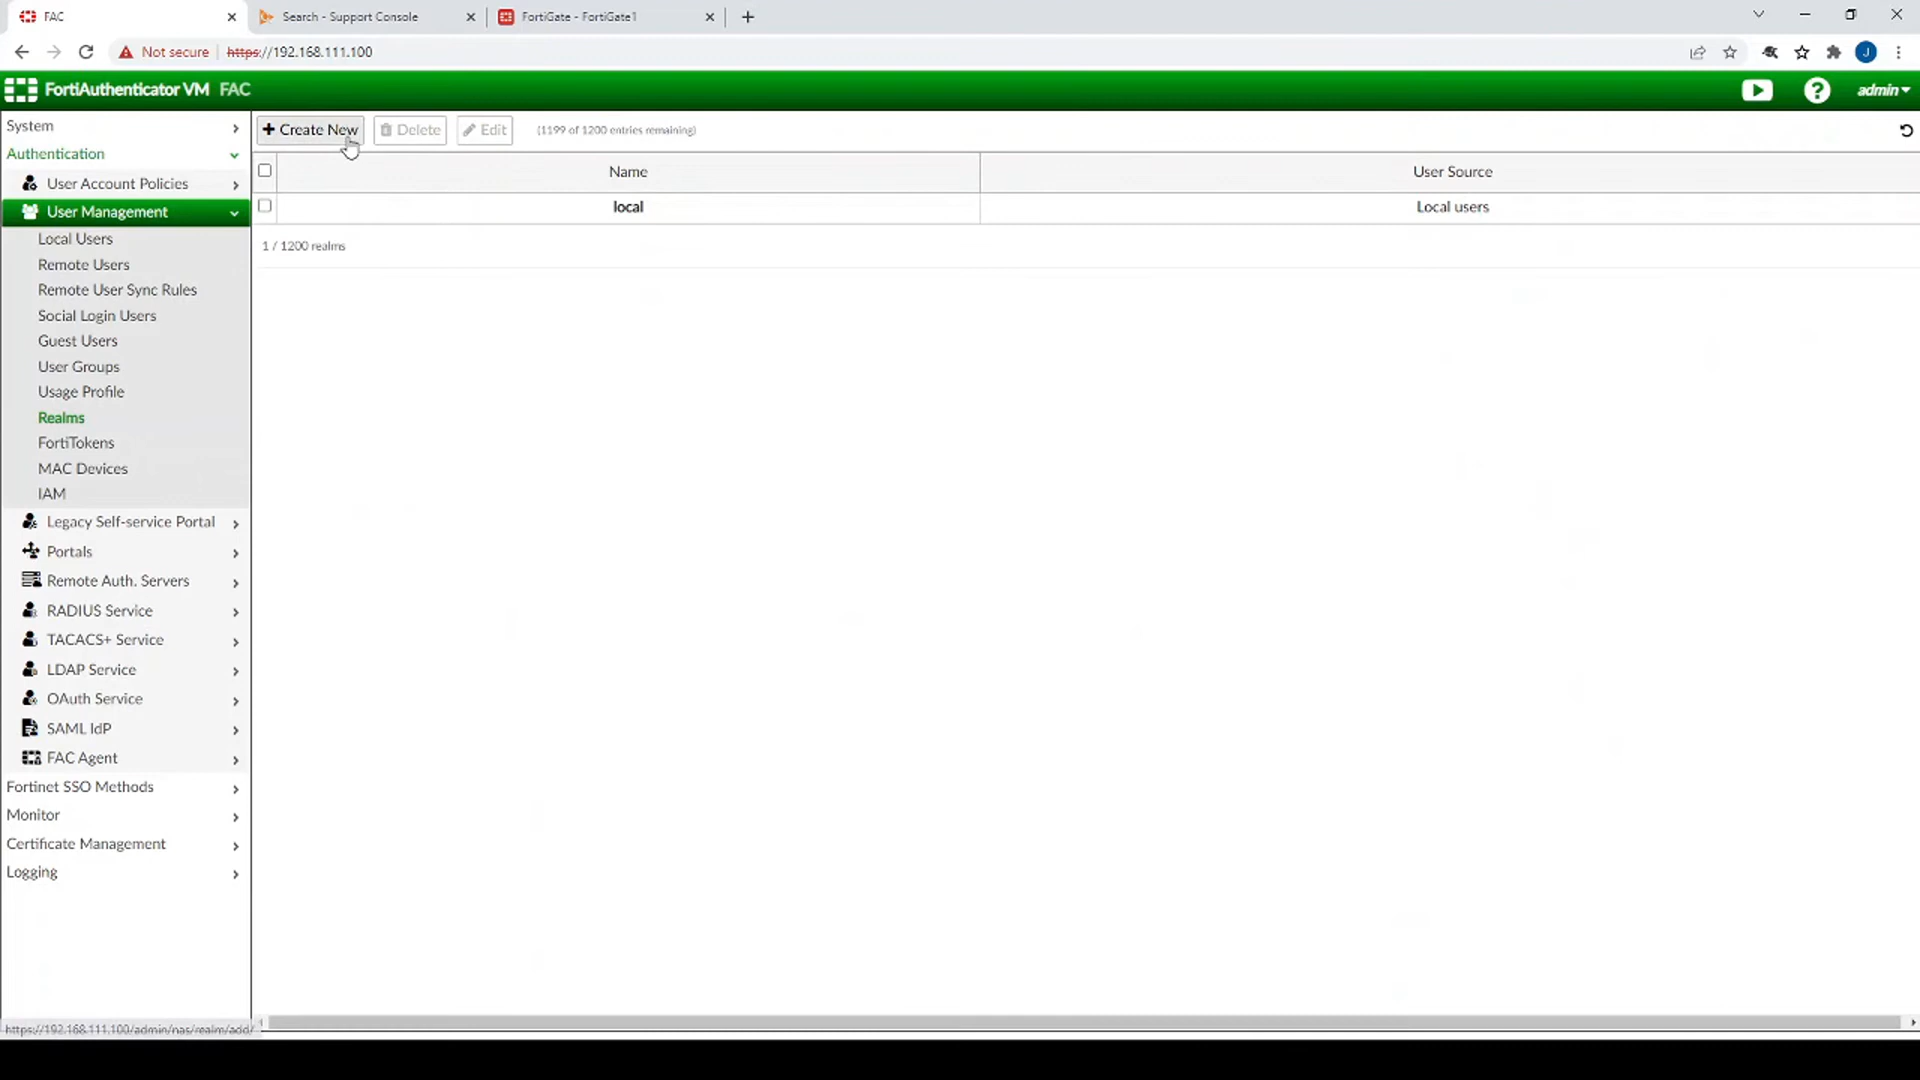 FAC
Search - Support Console
FortiGate - FortiGate1
Not secure
https://192.168.111.100
J
FortiAuthenticator VM FAC
admin
System
Authentication
User Account Policies
User Management
Local Users
Remote Users
Remote User Sync Rules
Social Login Users
Guest Users
User Groups
Usage Profile
Realms
FortiTokens
MAC Devices
IAM
Legacy Self-service Portal
Portals
Remote Auth. Servers
RADIUS Service
TACACS+ Service
LDAP Service
OAuth Service
SAML IdP
FAC Agent
Fortinet SSO Methods
Monitor
Certificate Management
Logging
+ Create New Delete Edit (1199 of 1200 entries remaining)
Name User Source
local Local users
1 / 1200 realms
https://192.168.111.100/admin/nas/realm/add/